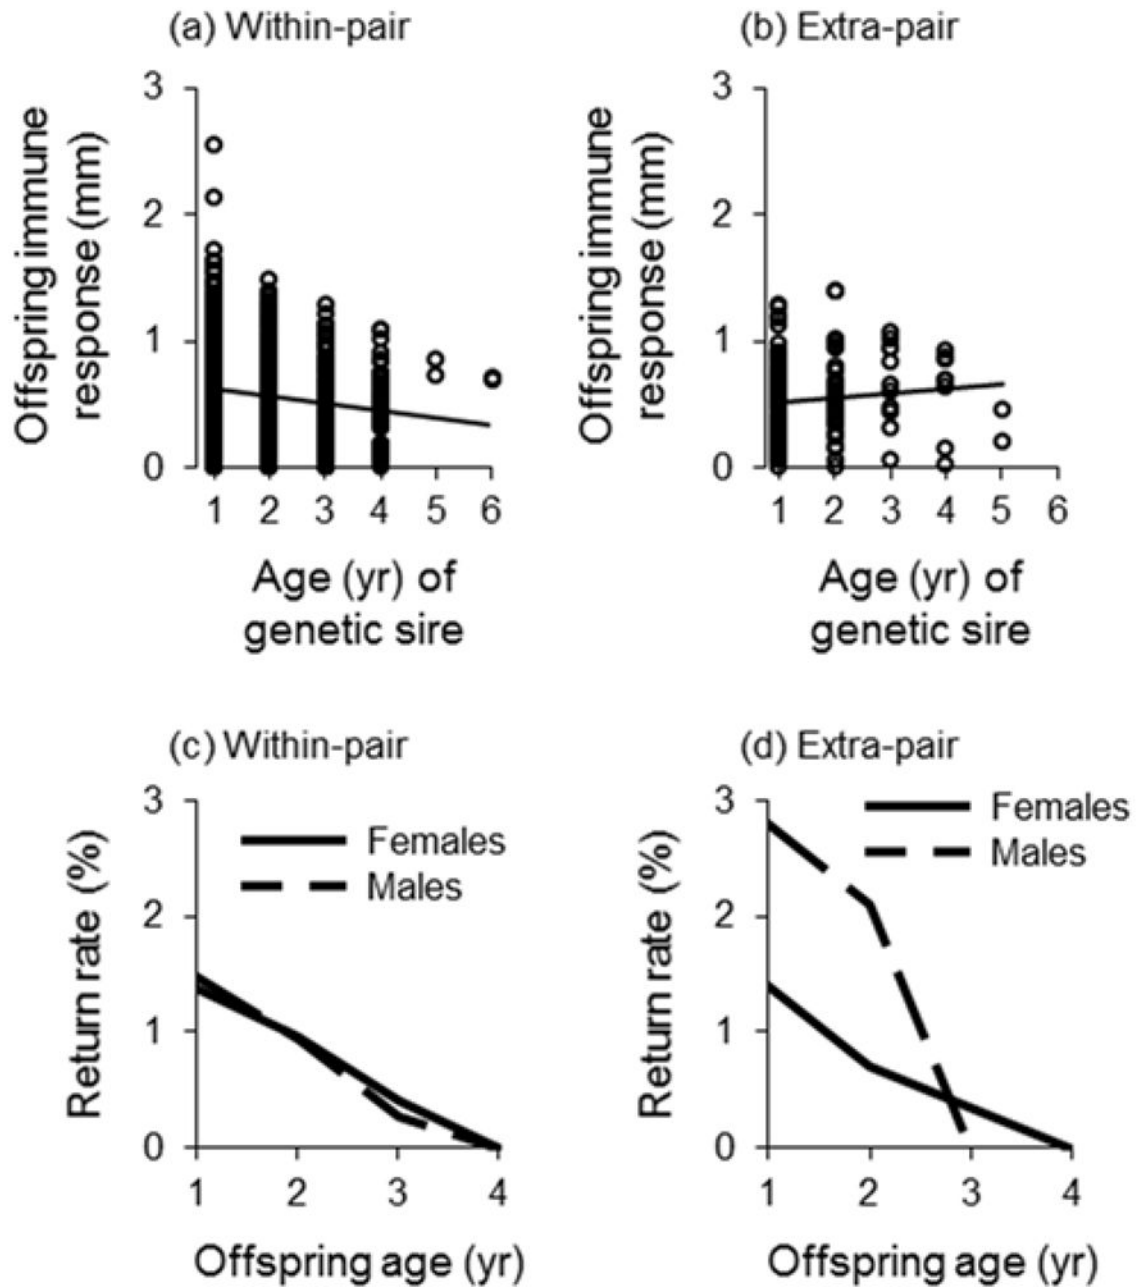 (a) Within-pair
Offspring immune
response (mm)
3
2
1
0
1 2 3 4 5 6
Age (yr) of
genetic sire
(b) Extra-pair
Offspring immune
response (mm)
3
2
1
0
1 2 3 4 5 6
Age (yr) of
genetic sire
(c) Within-pair
Return rate (%)
3
2
1
0
Females
Males
1 2 3 4
Offspring age (yr)
(d) Extra-pair
Return rate (%)
3
2
1
0
Females
Males
1 2 3 4
Offspring age (yr)